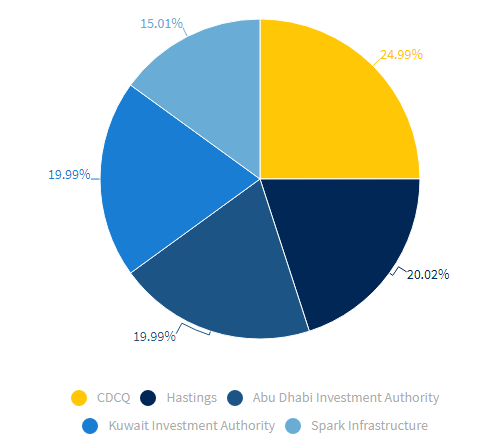 15.01%
24.99%
19.99%
20.02%
19.99%
CDCQ Hastings Abu Dhabi Investment Authority
Kuwait Investment Authority Spark Infrastructure